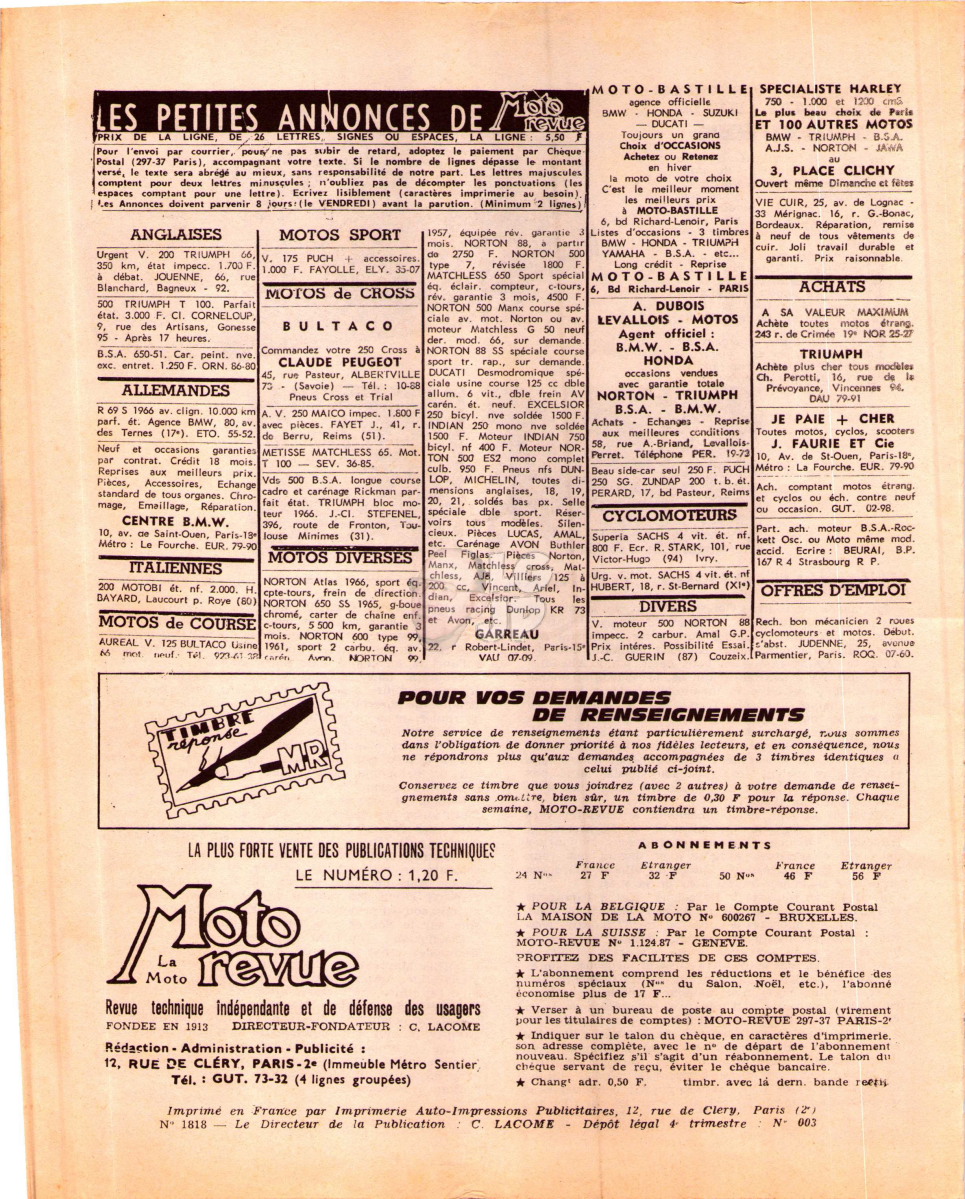 LES PETITES ANNONCES DE Moto revue
PRIX DE LA LIGNE, DE 26 LETTRES, SIGNES OU ESPACES, LA LIGNE : 5,50 F
Pour l'envoi par courrier, pour ne pas subir de retard, adoptez le paiement par Chèque
Postal (297-37 Paris), accompagnant votre texte. Si le nombre de lignes dépasse le montant
versé, le texte sera abrégé au mieux, sans responsabilité de notre part. Les lettres majuscules
comptent pour deux lettres minuscules ; n'oubliez pas de décompter les ponctuations (les
espaces comptant pour une lettre). Ecrivez lisiblement (caractères imprimerie au besoin).
Les Annonces doivent parvenir 8 jours (le VENDREDI) avant la parution. (Minimum 2 lignes)
ANGLAISES
Urgent V. 200 TRIUMPH 66,
350 km, état impecc. 1.700 F.
à débat. JOUENNE, 66, rue
Blanchard, Bagneux - 92.
500 TRIUMPH T 100. Parfait
état. 3.000 F. CI. CORNELOUP,
9, rue des Artisans, Gonesse
95 - Après 17 heures.
B.S.A. 650-51. Car. peint. nve.
exc. entret. 1.250 F. ORN. 86-80
ALLEMANDES
R 69 S 1966 av. clign. 10.000 km
parf. ét. Agence BMW, 80, av.
des Ternes (17e). ETO. 55-52.
Neuf et occasions garanties
par contrat. Crédit 18 mois.
Reprises aux meilleurs prix.
Pièces, Accessoires, Echange
standard de tous organes. Chro-
mage, Emaillage, Réparation.
CENTRE B.M.W.
10, av. de Saint-Ouen, Paris-18e
Métro : Le Fourche. EUR. 79-90
ITALIENNES
200 MOTOBI ét. nf. 2.000. H.
BAYARD, Laucourt p. Roye (80)
MOTOS de COURSE
AUREAL V. 125 BULTACO Usine
66 mot. neuf. Tél. 923-61-38
MOTOS SPORT
V. 175 PUCH + accessoires.
1.000 F. FAYOLLE, ELY. 35-07
MOTOS de CROSS
BULTACO
Commandez votre 250 Cross à
CLAUDE PEUGEOT
45, rue Pasteur, ALBERTVILLE
73 - (Savoie) — Tél. : 10-88
Pneus Cross et Trial
A. V. 250 MAICO impec. 1.800 F
avec pièces. FAYET J., 41, r.
de Berru, Reims (51).
METISSE MATCHLESS 65. Mot.
T 100 — SEV. 36-85.
Vds 500 B.S.A. longue course
cadre et carénage Rickman par-
fait état. TRIUMPH bloc mo-
teur 1966. J.-Cl. STEFENEL,
396, route de Fronton, Tou-
louse Minimes (31).
MOTOS DIVERSES
NORTON Atlas 1966, sport éq.
cpte-tours, frein de direction.
NORTON 650 SS 1965, g-boue
chromé, carter de chaine enf.
c-tours, 5 500 km, garantie 3
mois. NORTON 600 type 99,
1961, sport 2 carbu. éq. av.
carén. Avon. NORTON 99,
1957, équipée rév. garantie 3
mois. NORTON 88, à partir
de 2750 F. NORTON 500
type 7, révisée 1800 F.
MATCHLESS 650 Sport spécial
éq. éclair. compteur, c-tours,
rév. garantie 3 mois, 4500 F.
NORTON 500 Manx course spé-
ciale av. mot. Norton ou av.
moteur Matchless G 50 neuf
der. mod. 66, sur demande.
NORTON 88 SS spéciale course
sport tr. rap., sur demande.
DUCATI Desmodromique spé-
ciale usine course 125 cc dble
allum. 6 vit., dble frein AV
carén. ét. neuf. EXCELSIOR
250 bicyl. nve soldée 1500 F.
INDIAN 250 mono nve soldée
1500 F. Moteur INDIAN 750
bicyl. nf 400 F. Moteur NOR-
TON 500 ES2 mono complet
culb. 950 F. Pneus nfs DUN-
LOP, MICHELIN, toutes di-
mensions anglaises, 18, 19,
20, 21, soldés bas px. Selle
spéciale dble sport. Réser-
voirs tous modèles. Silen-
cieux. Pièces LUCAS, AMAL,
etc. Carénage AVON Buthler
Peel Figlas. Pièces Norton,
Manx, Matchless Cross, Mat-
chless, AJS, Villiers 125 à
200 cc, Vincent, Ariel, In-
dian, Excelsior. Tous les
pneus racing Dunlop KR 73
et Avon, etc.
GARREAU
22, r Robert-Lindet, Paris-15e
VAU 07-09.
MOTO-BASTILLE
agence officielle
BMW - HONDA - SUZUKI
— DUCATI —
Toujours un grand
Choix d'OCCASIONS
Achetez ou Retenez
en hiver
la moto de votre choix
C'est le meilleur moment
les meilleurs prix
à MOTO-BASTILLE
6, bd Richard-Lenoir, Paris
Listes d'occasions - 3 timbres
BMW - HONDA - TRIUMPH
YAMAHA - B.S.A. - etc...
Long crédit - Reprise
MOTO-BASTILLE
6, Bd Richard-Lenoir - PARIS
A. DUBOIS
LEVALLOIS - MOTOS
Agent officiel :
B.M.W. - B.S.A.
HONDA
occasions vendues
avec garantie totale
NORTON - TRIUMPH
B.S.A. - B.M.W.
Achats - Echanges - Reprise
aux meilleures conditions
58, rue A.-Briand, Levallois-
Perret. Téléphone PER. 19-73
Beau side-car seul 250 F. PUCH
250 SG. ZUNDAP 200 t. b. ét.
PERARD, 17, bd Pasteur, Reims
CYCLOMOTEURS
Superia SACHS 4 vit. ét. nf.
800 F. Ecr. R. STARK, 101, rue
Victor-Hugo (94) Ivry.
Urg. v. mot. SACHS 4 vit. ét. nf
HUBERT, 18, r. St-Bernard (XIe)
DIVERS
V. moteur 500 NORTON 88
impecc. 2 carbur. Amal G.P.
Prix intéres. Possibilité Essai.
J.-C. GUERIN (87) Couzeix.
SPECIALISTE HARLEY
750 - 1.000 et 1200 cm3
Le plus beau choix de Paris
ET 100 AUTRES MOTOS
BMW - TRIUMPH - B.S.A.
A.J.S. - NORTON - JAWA
au
3, PLACE CLICHY
Ouvert même Dimanche et fêtes
VIE CUIR, 25, av. de Lognac -
33 Mérignac. 16, r. G.-Bonac,
Bordeaux. Réparation, remise
à neuf de tous vêtements de
cuir. Joli travail durable et
garanti. Prix raisonnable.
ACHATS
A SA VALEUR MAXIMUM
Achète toutes motos étrang.
243 r. de Crimée 19e NOR 25-27
TRIUMPH
Achète plus cher tous modèles
Ch. Perotti, 16, rue de la
Prévoyance, Vincennes 94.
DAU 79-91
JE PAIE + CHER
Toutes motos, cyclos, scooters
J. FAURIE ET Cie
10, Av. de St-Ouen, Paris-18e,
Métro : La Fourche. EUR. 79-90
Ach. comptant motos étrang.
et cyclos ou éch. contre neuf
ou occasion. GUT. 02-98.
Part. ach. moteur B.S.A.-Roc-
kett Osc. ou Moto même mod.
accid. Ecrire : BEURAI, B.P.
167 R 4 Strasbourg R P.
OFFRES D'EMPLOI
Rech. bon mécanicien 2 roues
cyclomoteurs et motos. Début.
s'abst. JUDENNE, 25, avenue
Parmentier, Paris. ROQ. 07-60.
TIMBRE
réponse
MR
POUR VOS DEMANDES
DE RENSEIGNEMENTS
Notre service de renseignements étant particulièrement surchargé, nous sommes
dans l'obligation de donner priorité à nos fidèles lecteurs, et en conséquence, nous
ne répondrons plus qu'aux demandes accompagnées de 3 timbres identiques a
celui publié ci-joint.
Conservez ce timbre que vous joindrez (avec 2 autres) à votre demande de rensei-
gnements sans omettre, bien sûr, un timbre de 0,30 F pour la réponse. Chaque
semaine, MOTO-REVUE contiendra un timbre-réponse.
LA PLUS FORTE VENTE DES PUBLICATIONS TECHNIQUES
LE NUMÉRO : 1,20 F.
La Moto
Moto revue
Revue technique indépendante et de défense des usagers
FONDEE EN 1913 DIRECTEUR-FONDATEUR : C. LACOME
Rédaction - Administration - Publicité :
12, RUE DE CLÉRY, PARIS-2e (Immeuble Métro Sentier)
Tél. : GUT. 73-32 (4 lignes groupées)
ABONNEMENTS
France Etranger France Etranger
24 Nos 27 F 32 F 50 Nos 46 F 56 F
★ POUR LA BELGIQUE : Par le Compte Courant Postal
LA MAISON DE LA MOTO No 600267 - BRUXELLES.
★ POUR LA SUISSE : Par le Compte Courant Postal :
MOTO-REVUE No 1.124.87 - GENEVE.
PROFITEZ DES FACILITES DE CES COMPTES.
★ L'abonnement comprend les réductions et le bénéfice des
numéros spéciaux (Nos du Salon, Noël, etc.), l'abonné
économise plus de 17 F...
★ Verser à un bureau de poste au compte postal (virement
pour les titulaires de comptes) : MOTO-REVUE 297-37 PARIS-2e
★ Indiquer sur le talon du chèque, en caractères d'imprimerie,
son adresse complète, avec le no de départ de l'abonnement
nouveau. Spécifiez s'il s'agit d'un réabonnement. Le talon du
chèque servant de reçu, éviter le chèque bancaire.
★ Changt adr. 0,50 F. timbr. avec la dern. bande rectif.
Imprimé en France par Imprimerie Auto-Impressions Publicitaires, 12, rue de Clery, Paris (2e)
No 1818 — Le Directeur de la Publication : C. LACOME - Dépôt légal 4e trimestre : No 003